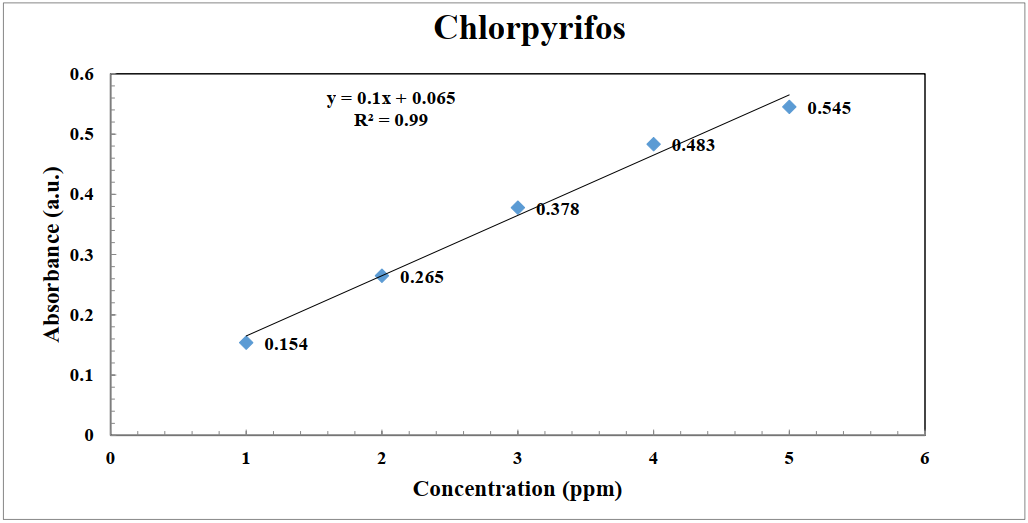 Chlorpyrifos
0.6
y = 0.1x + 0.065
R² = 0.99
0.545
0.5
0.483
0.4
0.378
Absorbance (a.u.)
0.3
0.265
0.2
0.154
0.1
0
0 1 2 3 4 5 6
Concentration (ppm)